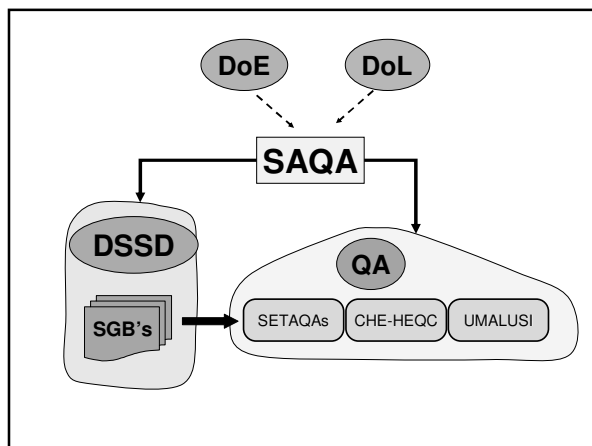 DoE DoL
SAQA
DSSD
QA
SGB's
SETAQAs CHE-HEQC UMALUSI